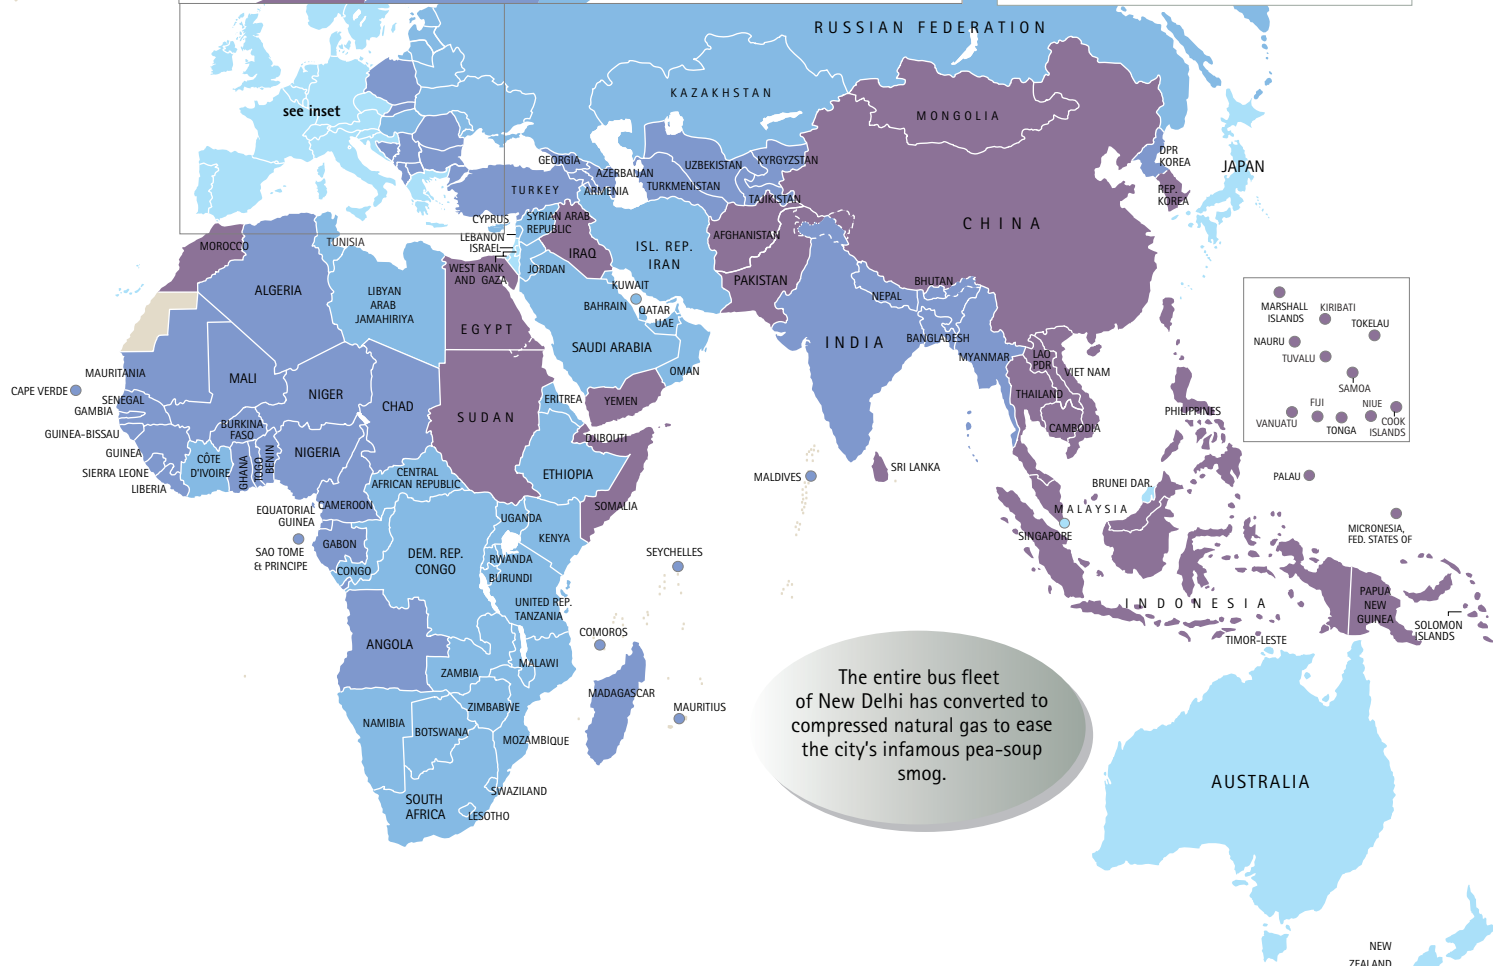 RUSSIAN FEDERATION
KAZAKHSTAN
see inset
MONGOLIA
DPR
KOREA
JAPAN
GEORGIA
UZBEKISTAN
KYRGYZSTAN
AZERBAIJAN
TURKEY
ARMENIA
TURKMENISTAN
TAJIKISTAN
REP.
KOREA
CYPRUS
SYRIAN ARAB
REPUBLIC
CHINA
LEBANON
ISRAEL
AFGHANISTAN
MOROCCO
TUNISIA
IRAQ
ISL. REP.
IRAN
WEST BANK
AND GAZA
JORDAN
PAKISTAN
BHUTAN
ALGERIA
LIBYAN
ARAB
JAMAHIRIYA
KUWAIT
BAHRAIN
QATAR
UAE
NEPAL
MARSHALL
ISLANDS
KIRIBATI
TOKELAU
EGYPT
SAUDI ARABIA
INDIA
BANGLADESH
NAURU
TUVALU
MAURITANIA
MALI
OMAN
MYANMAR
LAO
PDR
VIET NAM
SAMOA
CAPE VERDE
SENEGAL
GAMBIA
NIGER
CHAD
SUDAN
ERITREA
YEMEN
THAILAND
PHILIPPINES
FIJI
NIUE
VANUATU
TONGA
COOK
ISLANDS
GUINEA-BISSAU
BURKINA
FASO
DJIBOUTI
CAMBODIA
GUINEA
SIERRA LEONE
LIBERIA
CÔTE
D'IVOIRE
GHANA
TOGO
BENIN
NIGERIA
CENTRAL
AFRICAN REPUBLIC
ETHIOPIA
MALDIVES
SRI LANKA
BRUNEI DAR.
PALAU
EQUATORIAL
GUINEA
CAMEROON
SOMALIA
MALAYSIA
UGANDA
KENYA
SINGAPORE
MICRONESIA,
FED. STATES OF
SAO TOME
& PRINCIPE
GABON
CONGO
DEM. REP.
CONGO
RWANDA
BURUNDI
SEYCHELLES
UNITED REP.
TANZANIA
INDONESIA
PAPUA
NEW
GUINEA
SOLOMON
ISLANDS
TIMOR-LESTE
ANGOLA
COMOROS
ZAMBIA
MALAWI
MADAGASCAR
MAURITIUS
NAMIBIA
BOTSWANA
ZIMBABWE
MOZAMBIQUE
The entire bus fleet
of New Delhi has converted to
compressed natural gas to ease
the city's infamous pea-soup
smog.
SOUTH
AFRICA
SWAZILAND
LESOTHO
AUSTRALIA
NEW
ZEALAND